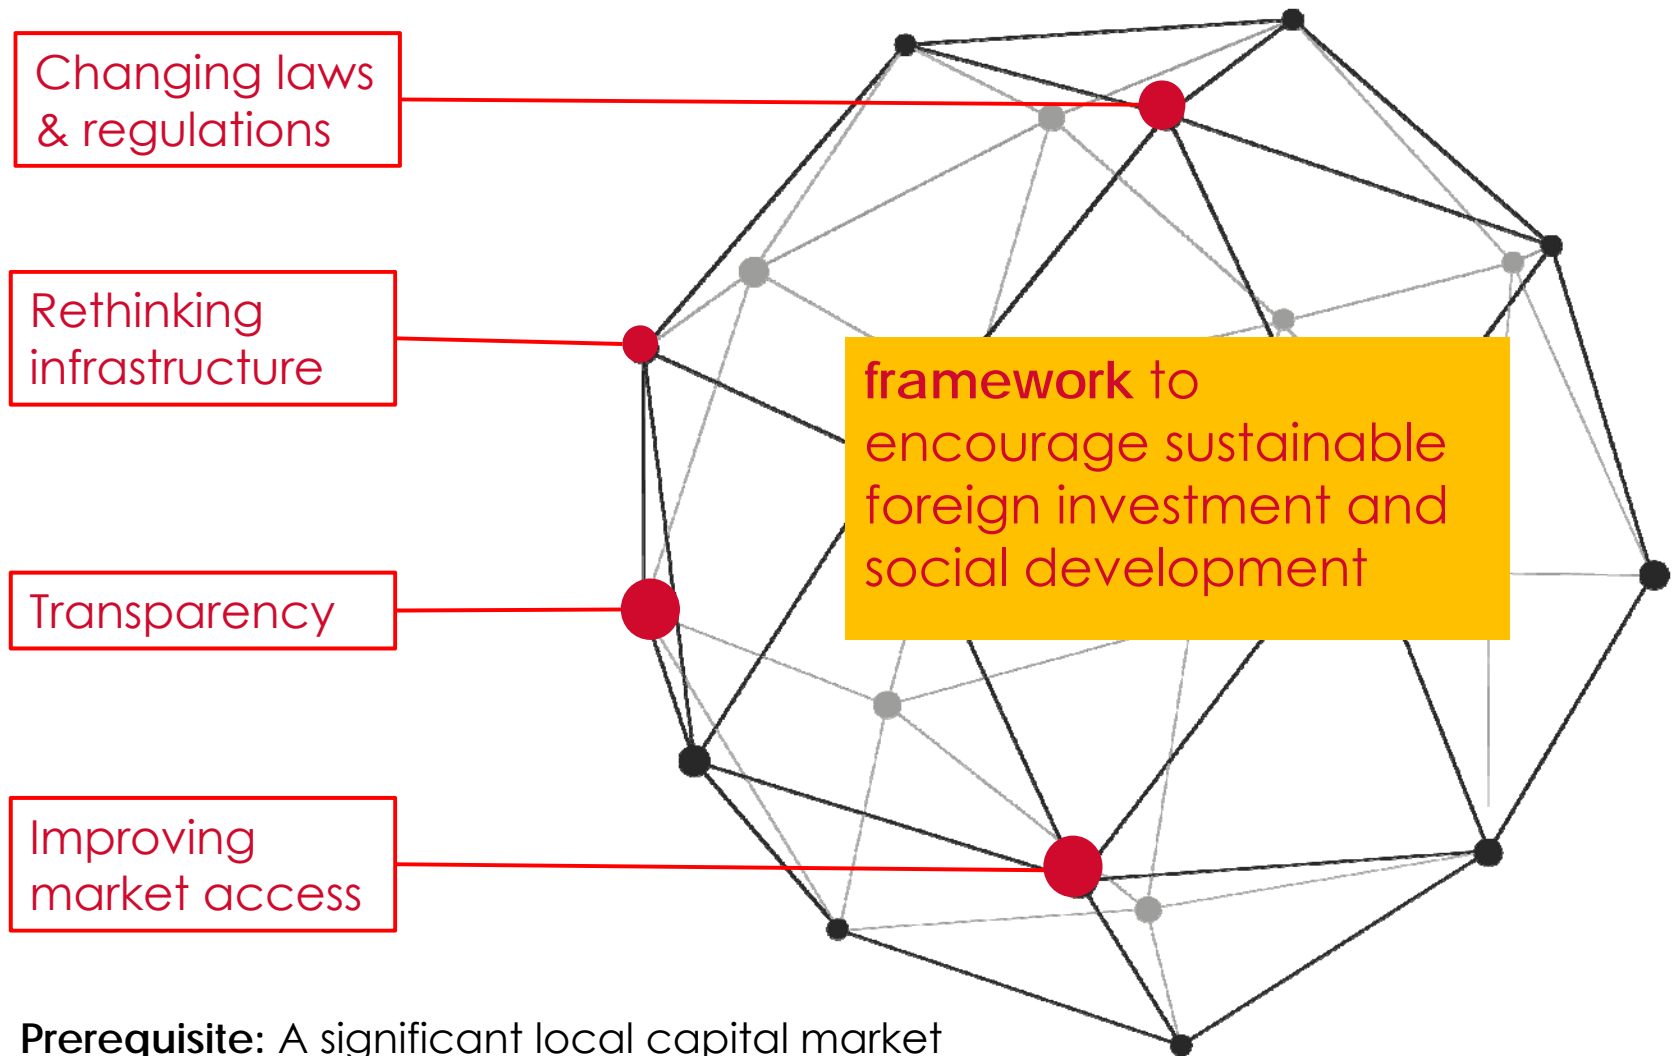 Changing laws
& regulations
Rethinking
infrastructure
framework to
encourage sustainable
foreign investment and
social development
Transparency
Improving
market access
Prerequisite: A significant local capital market